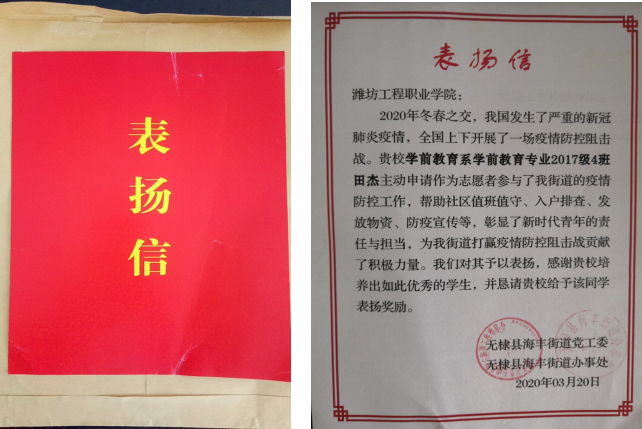 表
扬
信
表扬信
潍坊工程职业学院：
2020年冬春之交，我国发生了严重的新冠
肺炎疫情，全国上下开展了一场疫情防控阻击
战。贵校学前教育系学前教育专业2017级4班
田杰主动申请作为志愿者参与了我街道的疫情
防控工作，帮助社区值班值守、入户排查、发
放物资、防疫宣传等，彰显了新时代青年的责
任与担当，为我街道打赢疫情防控阻击战贡献
了积极力量。我们对其予以表扬，感谢贵校培
养出如此优秀的学生，并恳请贵校给予该同学
表扬奖励。
无棣县海丰街道党工委
无棣县海丰街道办事处
2020年03月20日